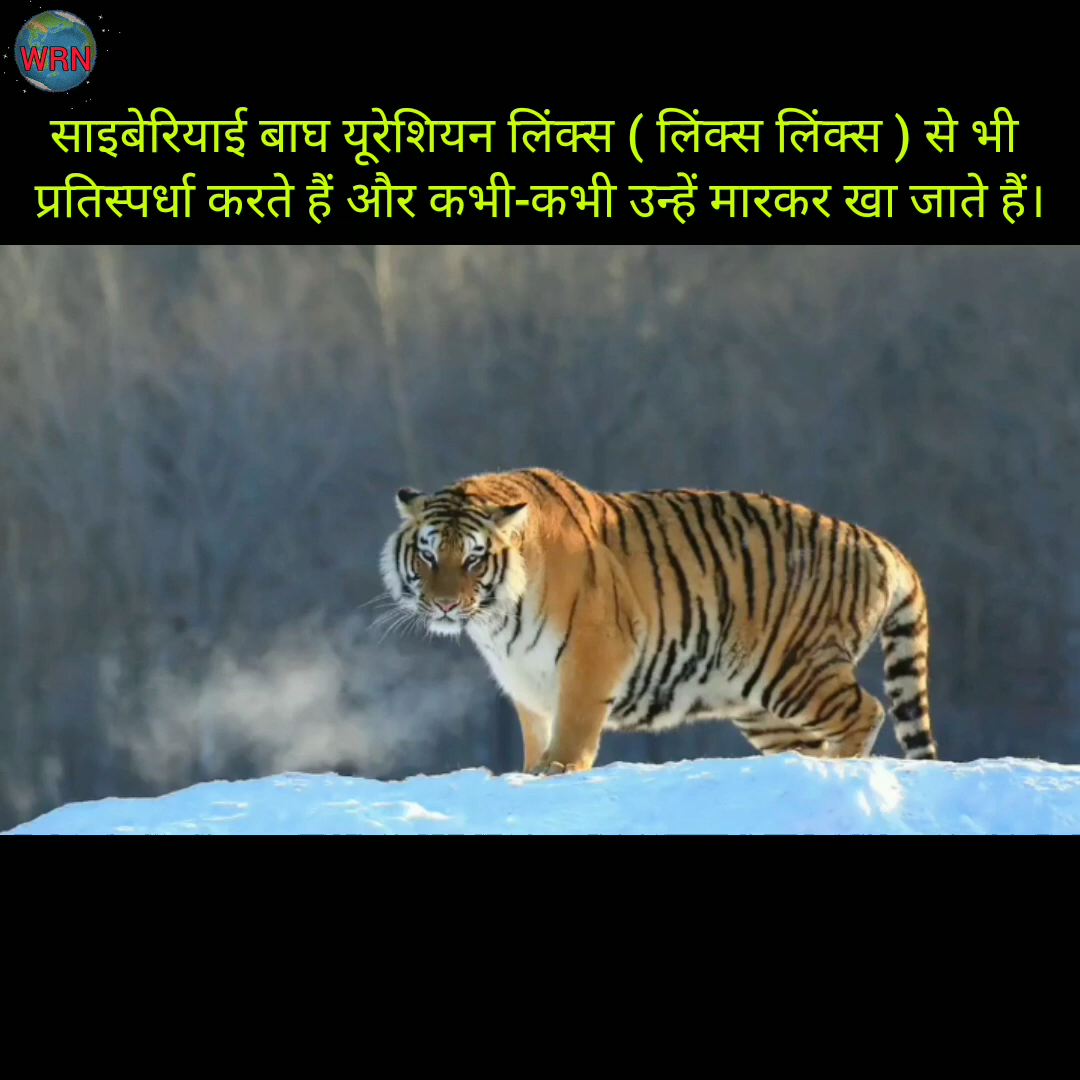 WRN
साइबेरियाई बाघ यूरेशियन लिंक्स ( लिंक्स लिंक्स ) से भी
प्रतिस्पर्धा करते हैं और कभी-कभी उन्हें मारकर खा जाते हैं।